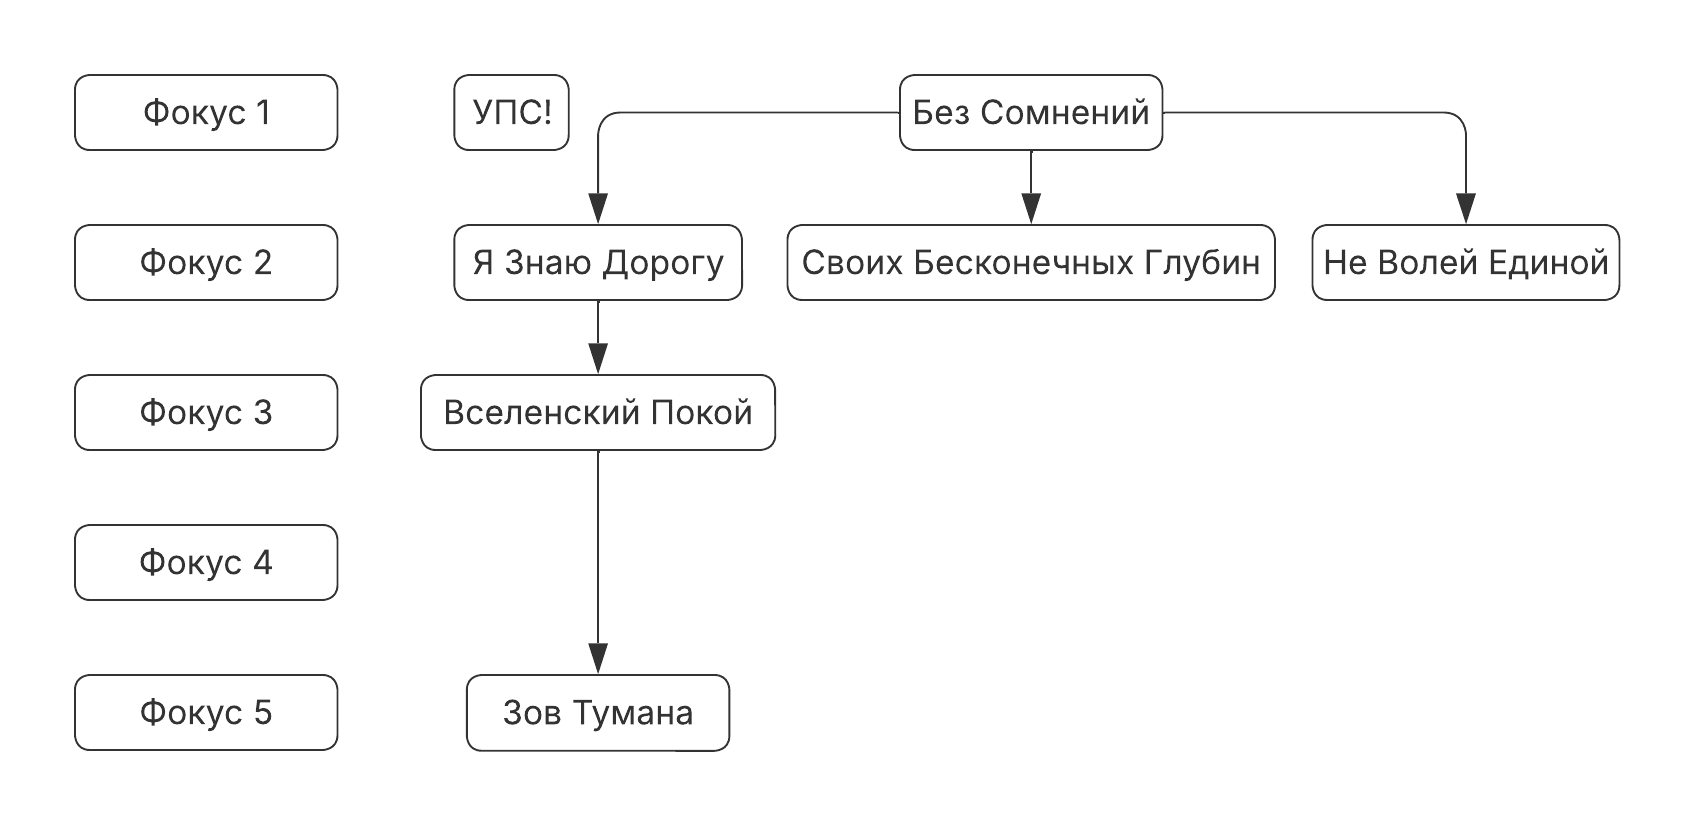 Фокус 1
УПС!
Без Сомнений
Фокус 2
Я Знаю Дорогу
Своих Бесконечных Глубин
Не Волей Единой
Фокус 3
Вселенский Покой
Фокус 4
Фокус 5
Зов Тумана